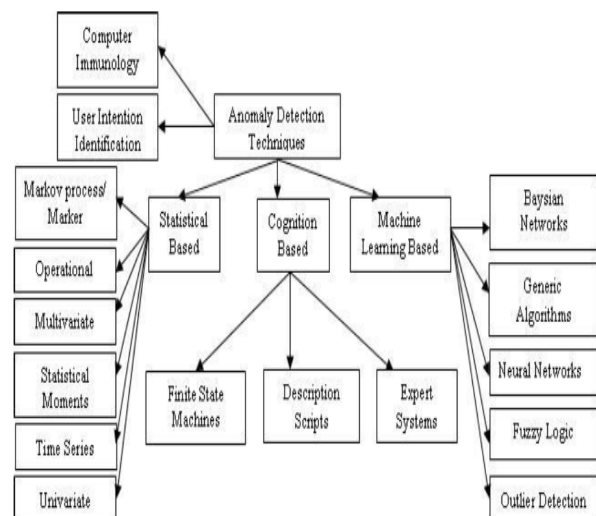 Computer
Immunology
User Intention
Identification
Anomaly Detection
Techniques
Markov process/
Marker
Statistical
Based
Cognition
Based
Machine
Learning Based
Baysian
Networks
Operational
Generic
Algorithms
Multivariate
Statistical
Moments
Finite State
Machines
Description
Scripts
Expert
Systems
Neural Networks
Time Series
Fuzzy Logic
Univariate
Outlier Detection